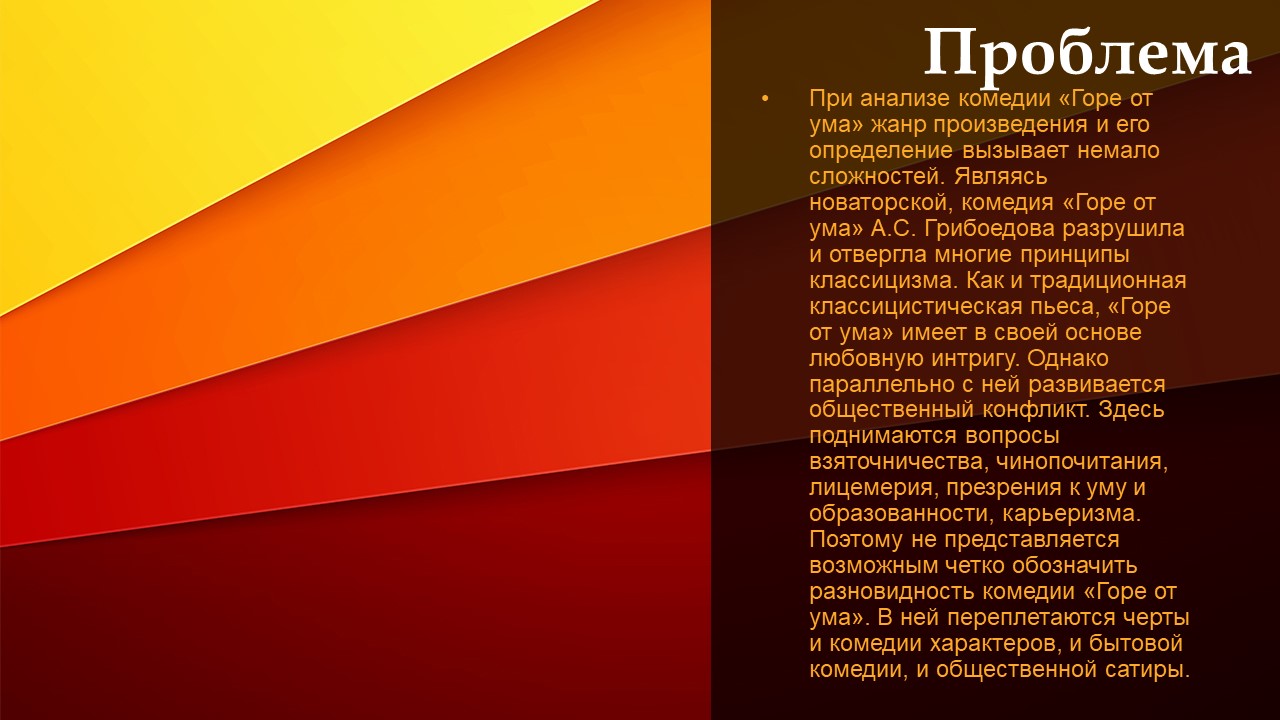 Проблема
• При анализе комедии «Горе от
ума» жанр произведения и его
определение вызывает немало
сложностей. Являясь
новаторской, комедия «Горе от
ума» А.С. Грибоедова разрушила
и отвергла многие принципы
классицизма. Как и традиционная
классицистическая пьеса, «Горе
от ума» имеет в своей основе
любовную интригу. Однако
параллельно с ней развивается
общественный конфликт. Здесь
поднимаются вопросы
взяточничества, чинопочитания,
лицемерия, презрения к уму и
образованности, карьеризма.
Поэтому не представляется
возможным четко обозначить
разновидность комедии «Горе от
ума». В ней переплетаются черты
и комедии характеров, и бытовой
комедии, и общественной сатиры.